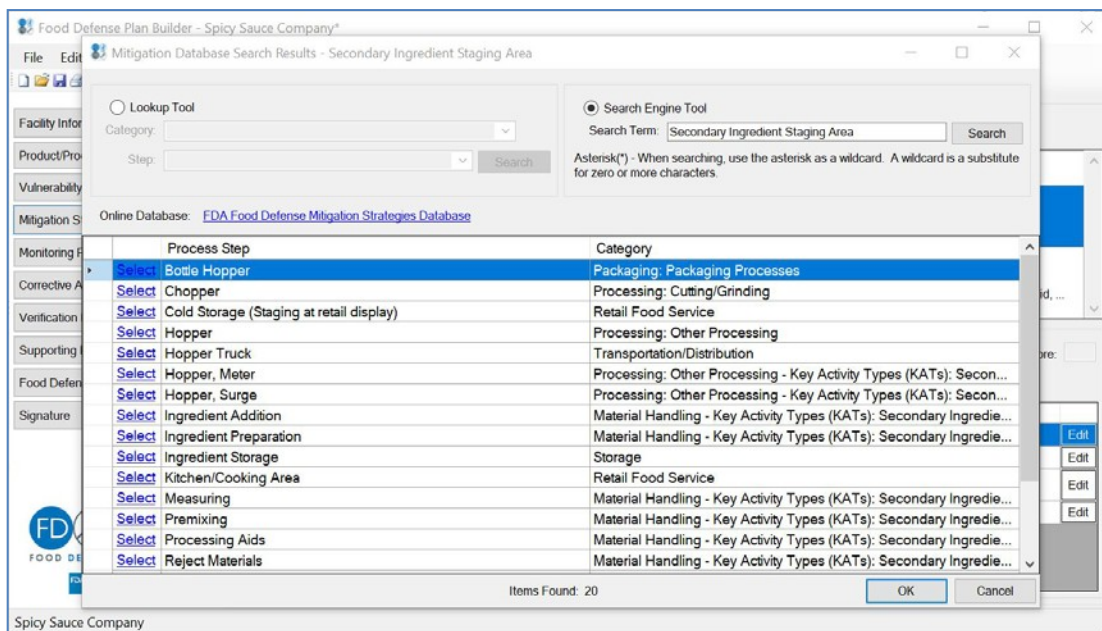 Food Defense Plan Builder - Spicy Sauce Company*
File Edit
Mitigation Database Search Results - Secondary Ingredient Staging Area
Facility Infor
Product/Pro
Vulnerability
Mitigation S
Monitoring P
Corrective A
Verification
Supporting
Food Defen
Signature
Lookup Tool
Category:
Step:
Search
Search Engine Tool
Search Term: Secondary Ingredient Staging Area Search
Asterisk(*) - When searching, use the asterisk as a wildcard. A wildcard is a substitute
for zero or more characters.
Online Database: FDA Food Defense Mitigation Strategies Database
Process Step Category
Select Bottle Hopper Packaging: Packaging Processes
Select Chopper Processing: Cutting/Grinding
Select Cold Storage (Staging at retail display) Retail Food Service
Select Hopper Processing: Other Processing
Select Hopper Truck Transportation/Distribution
Select Hopper, Meter Processing: Other Processing - Key Activity Types (KATs): Secon...
Select Hopper, Surge Processing: Other Processing - Key Activity Types (KATs): Secon...
Select Ingredient Addition Material Handling - Key Activity Types (KATs): Secondary Ingredie...
Select Ingredient Preparation Material Handling - Key Activity Types (KATs): Secondary Ingredie...
Select Ingredient Storage Storage
Select Kitchen/Cooking Area Retail Food Service
Select Measuring Material Handling - Key Activity Types (KATs): Secondary Ingredie...
Select Premixing Material Handling - Key Activity Types (KATs): Secondary Ingredie...
Select Processing Aids Material Handling - Key Activity Types (KATs): Secondary Ingredie...
Select Reject Materials Material Handling - Key Activity Types (KATs): Secondary Ingredie...
Items Found: 20 OK Cancel
id, ...
ore:
Edit
Edit
Edit
Edit
FD
FOOD DE
Spicy Sauce Company